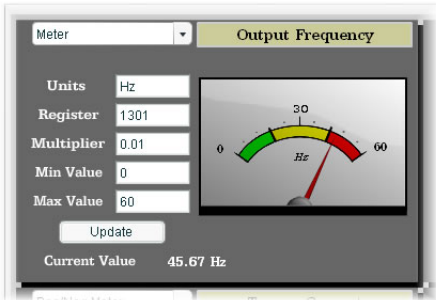 Meter
Output Frequency
Units Hz
Register 1301
Multiplier 0.01
Min Value 0
Max Value 60
Update
Current Value 45.67 Hz
0 30 60
Hz